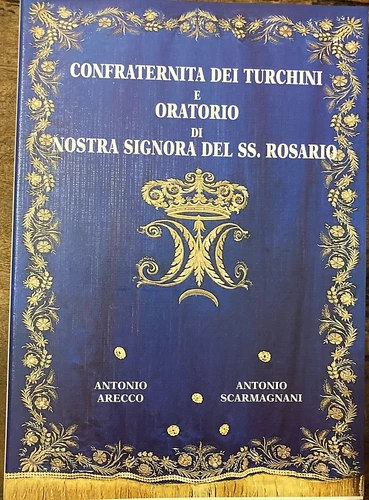 CONFRATERNITA DEI TURCHINI
E
ORATORIO
DI
NOSTRA SIGNORA DEL SS. ROSARIO
ANTONIO
ARECCO
ANTONIO
SCARMAGNANI